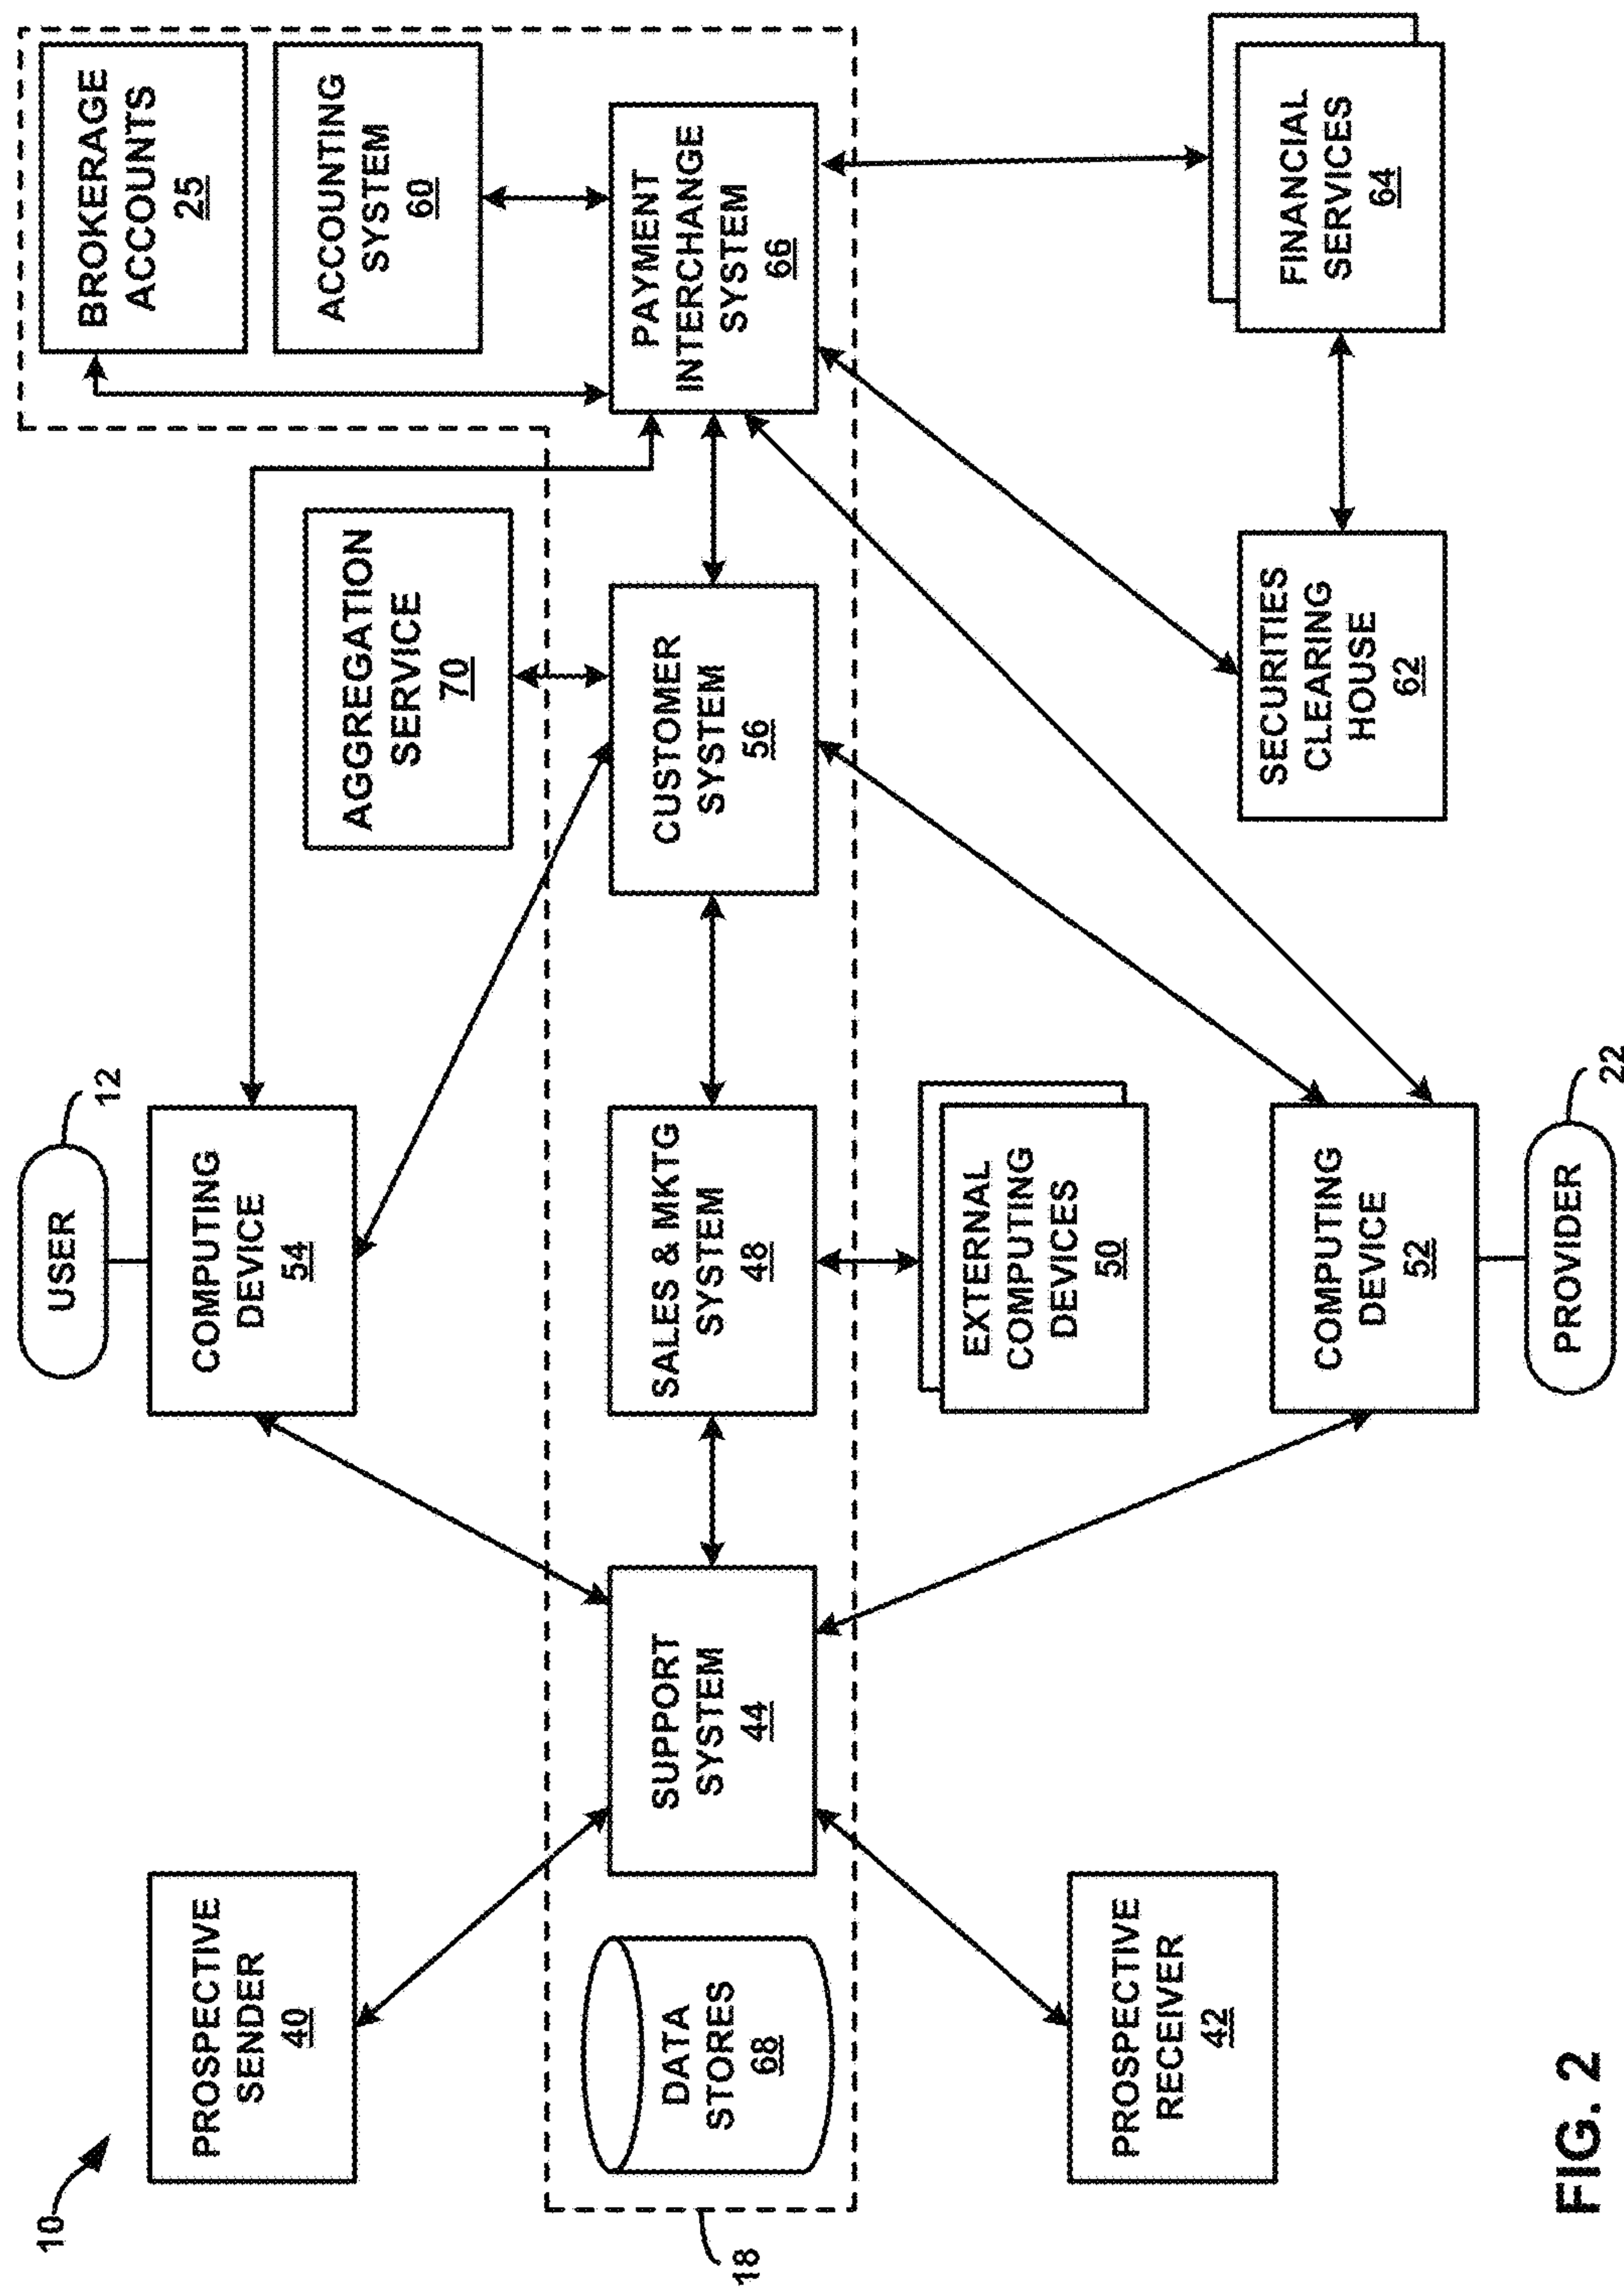 10
USER
12
BROKERAGE
ACCOUNTS
25
PROSPECTIVE
SENDER
40
COMPUTING
DEVICE
54
AGGREGATION
SERVICE
70
ACCOUNTING
SYSTEM
60
DATA
STORES
68
SUPPORT
SYSTEM
44
SALES & MKTG
SYSTEM
48
CUSTOMER
SYSTEM
56
PAYMENT
INTERCHANGE
SYSTEM
66
18
EXTERNAL
COMPUTING
DEVICES
50
PROSPECTIVE
RECEIVER
42
COMPUTING
DEVICE
52
SECURITIES
CLEARING
HOUSE
62
FINANCIAL
SERVICES
64
PROVIDER
22
FIG. 2